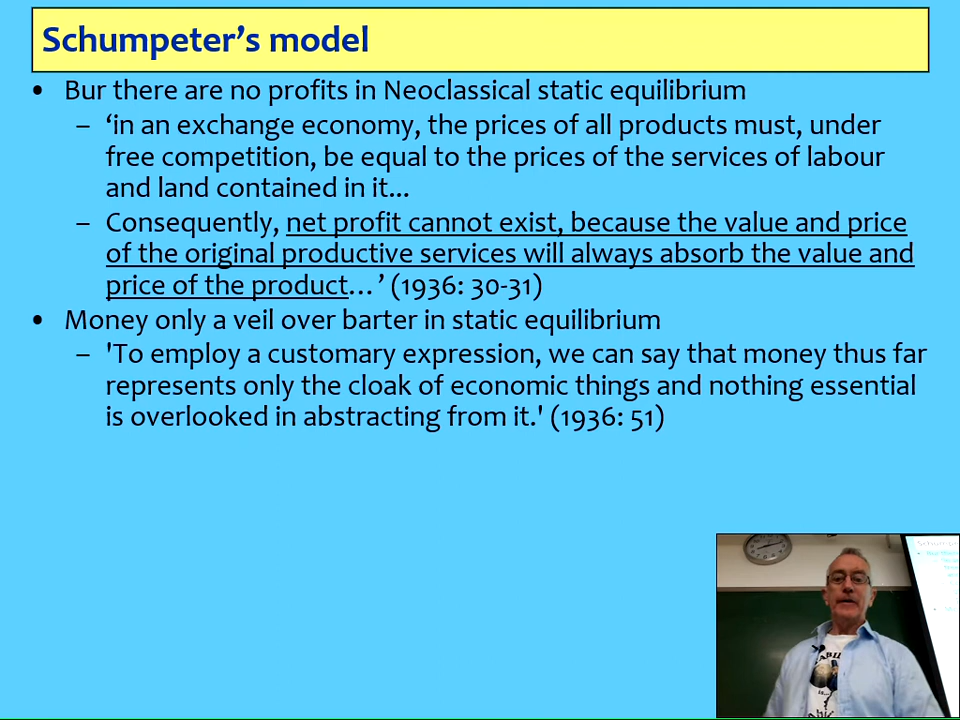 Schumpeter's model
• Bur there are no profits in Neoclassical static equilibrium
– 'in an exchange economy, the prices of all products must, under
free competition, be equal to the prices of the services of labour
and land contained in it...
– Consequently, net profit cannot exist, because the value and price
of the original productive services will always absorb the value and
price of the product...' (1936: 30-31)
• Money only a veil over barter in static equilibrium
– 'To employ a customary expression, we can say that money thus far
represents only the cloak of economic things and nothing essential
is overlooked in abstracting from it.' (1936: 51)